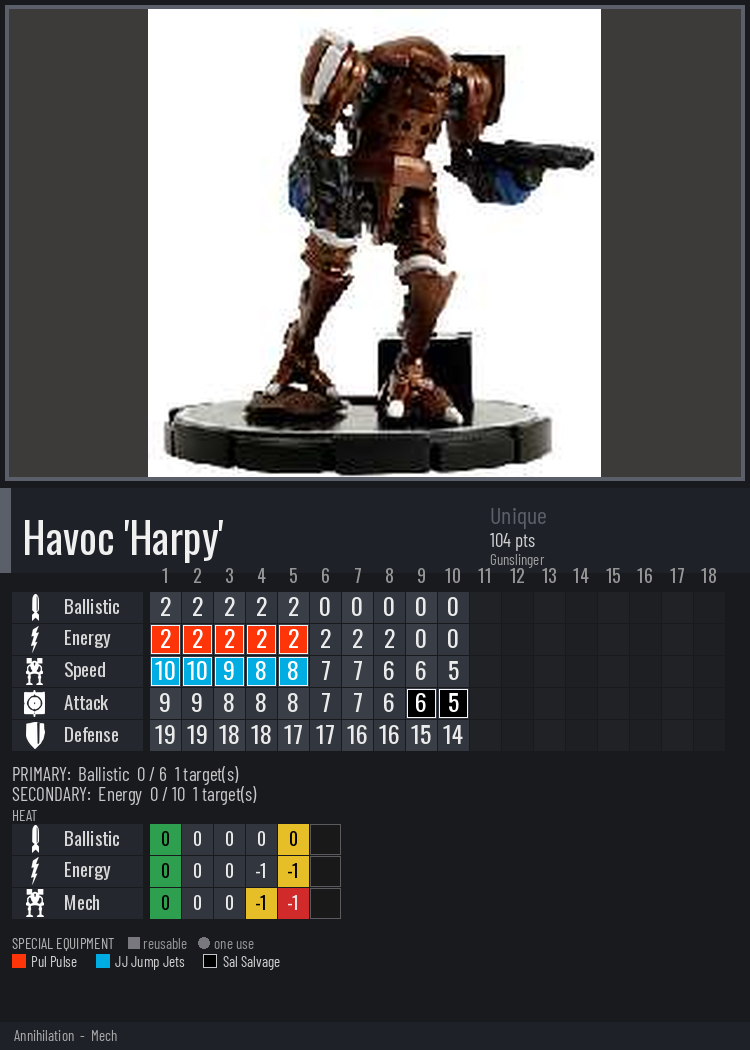 Havoc 'Harpy'
Unique
104 pts
Gunslinger
1 2 3 4 5 6 7 8 9 10 11 12 13 14 15 16 17 18
Ballistic 2 2 2 2 2 0 0 0 0 0
Energy 2 2 2 2 2 2 2 2 0 0
Speed 10 10 9 8 8 7 7 6 6 5
Attack 9 9 8 8 8 7 7 6 6 5
Defense 19 19 18 18 17 17 16 16 15 14
PRIMARY: Ballistic 0 / 6 1 target(s)
SECONDARY: Energy 0 / 10 1 target(s)
HEAT
Ballistic 0 0 0 0 0
Energy 0 0 0 -1 -1
Mech 0 0 0 -1 -1
SPECIAL EQUIPMENT reusable one use
Pul Pulse JJ Jump Jets Sal Salvage
Annihilation - Mech